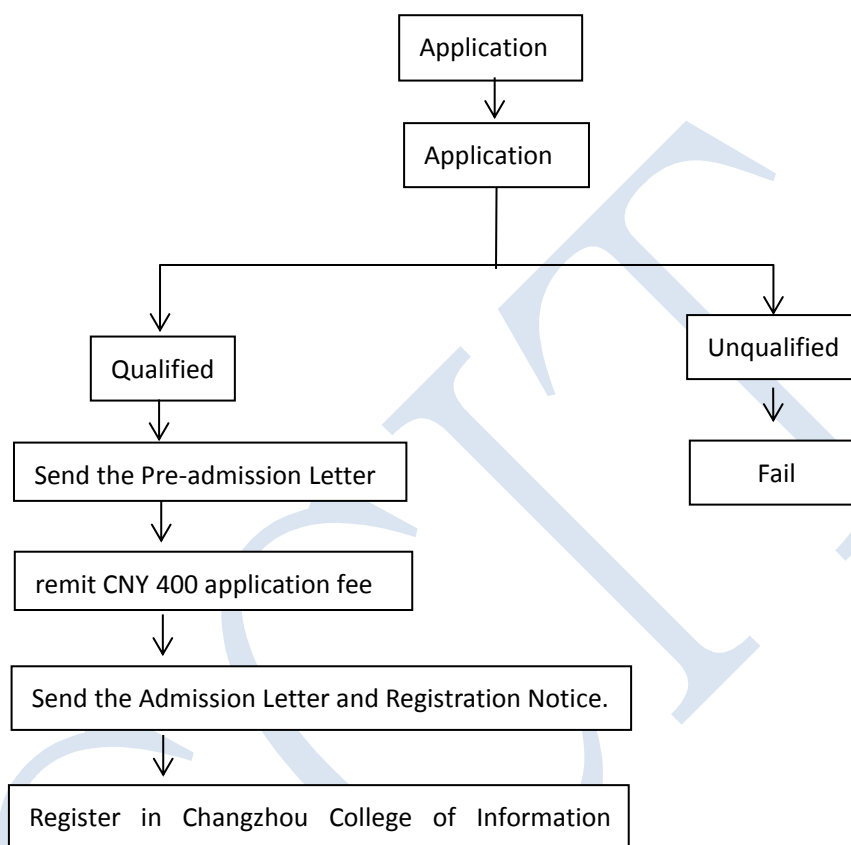 Application
Application
Qualified
Unqualified
Send the Pre-admission Letter
Fail
remit CNY 400 application fee
Send the Admission Letter and Registration Notice.
Register in Changzhou College of Information